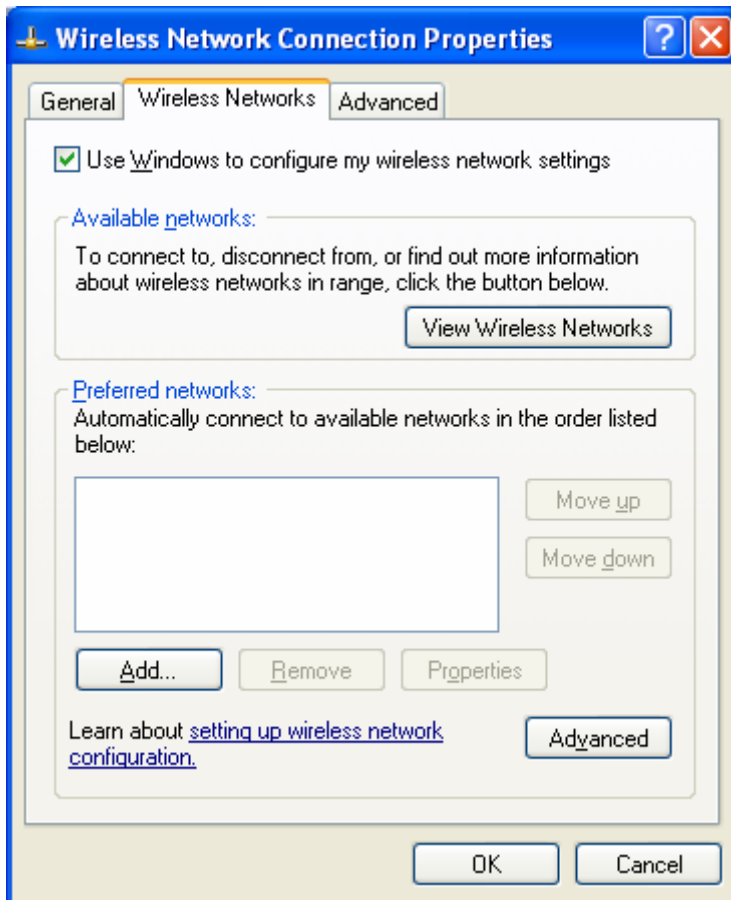 Wireless Network Connection Properties
General Wireless Networks Advanced
Use Windows to configure my wireless network settings
Available networks:
To connect to, disconnect from, or find out more information
about wireless networks in range, click the button below.
View Wireless Networks
Preferred networks:
Automatically connect to available networks in the order listed
below:
Move up
Move down
Add... Remove Properties
Learn about setting up wireless network
configuration.
Advanced
OK Cancel